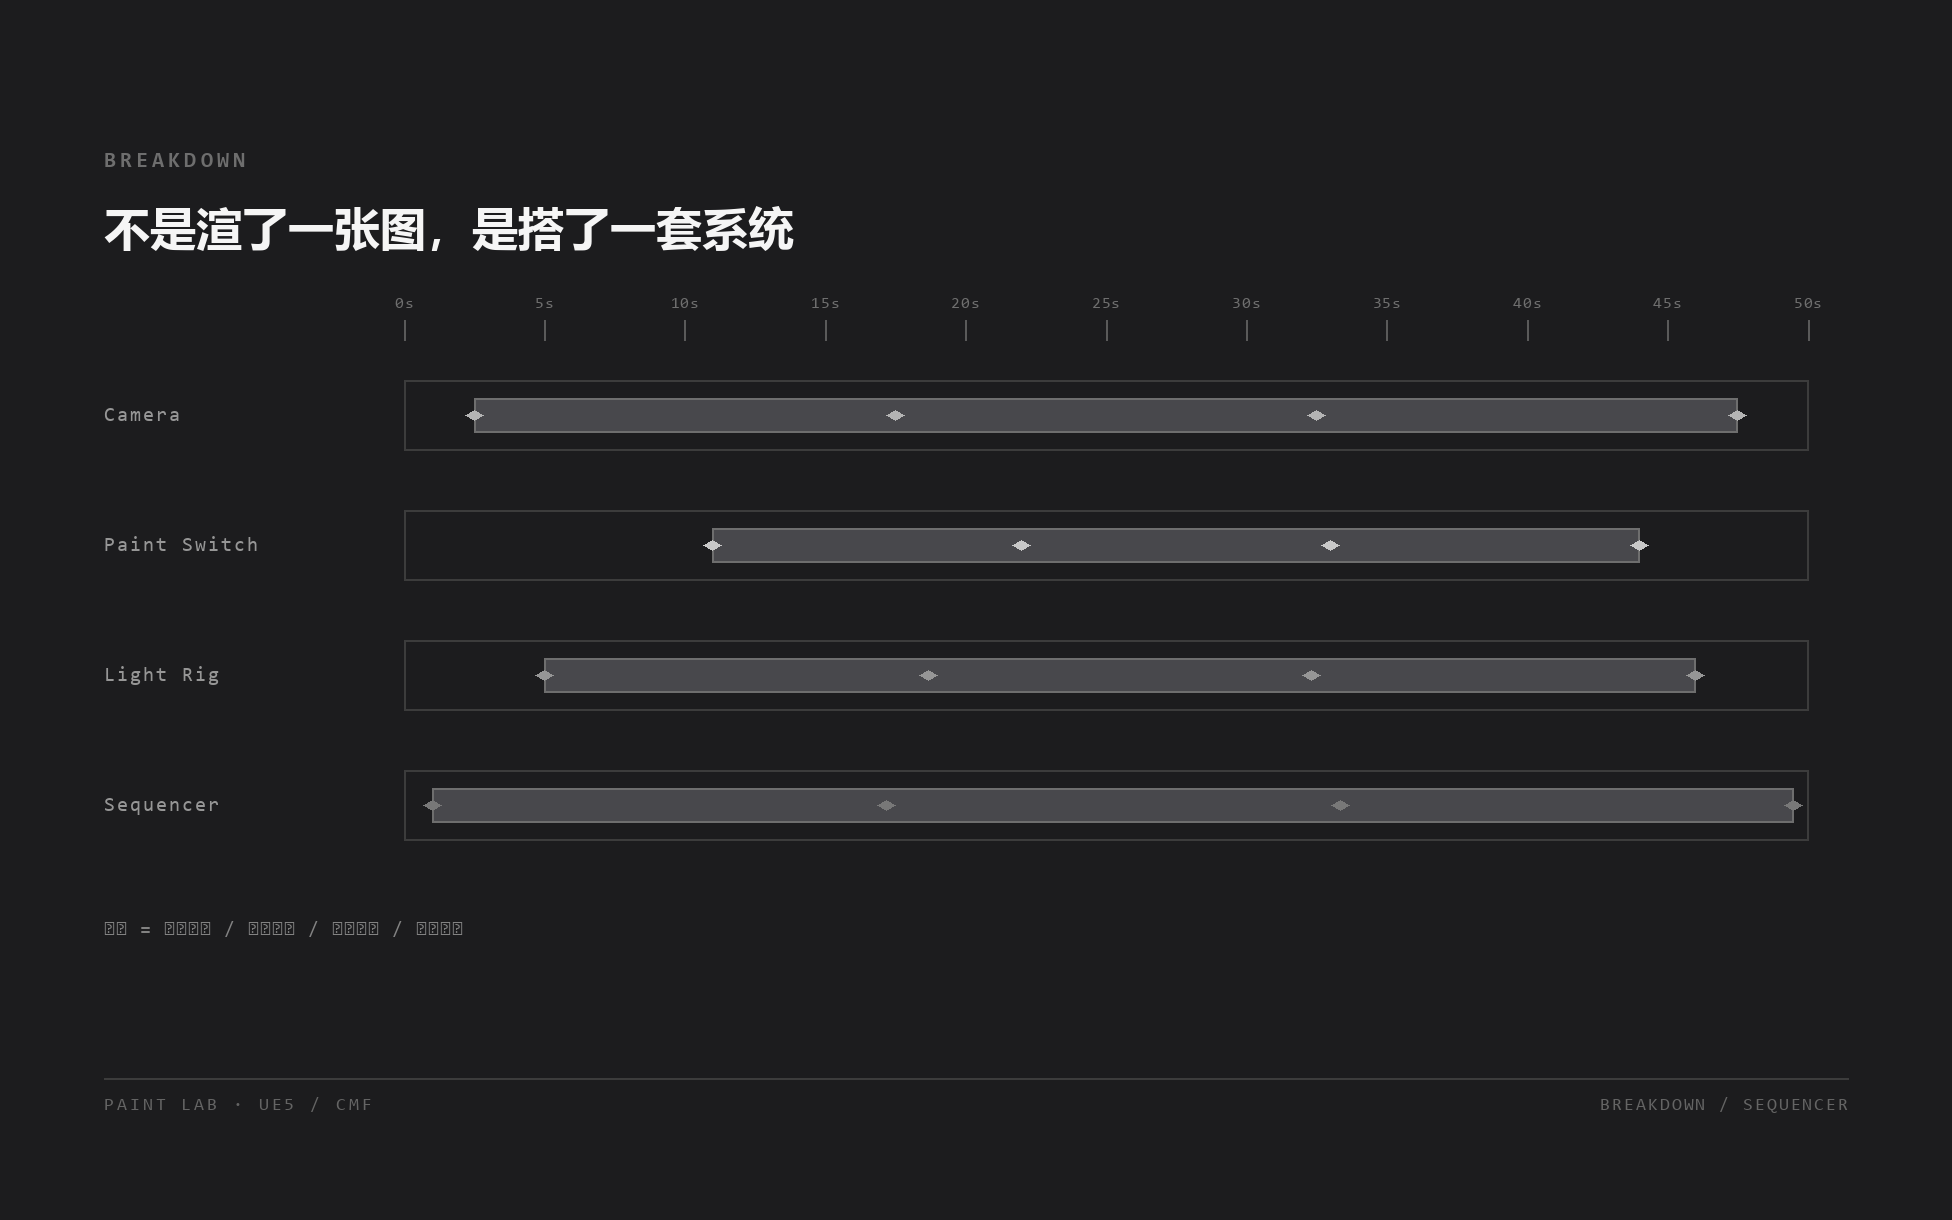 BREAKDOWN
不是渲了一张图，是搭了一套系统
0s 5s 10s 15s 20s 25s 30s 35s 40s 45s 50s
Camera
Paint Switch
Light Rig
Sequencer
= / / /
PAINT LAB · UE5 / CMF
BREAKDOWN / SEQUENCER